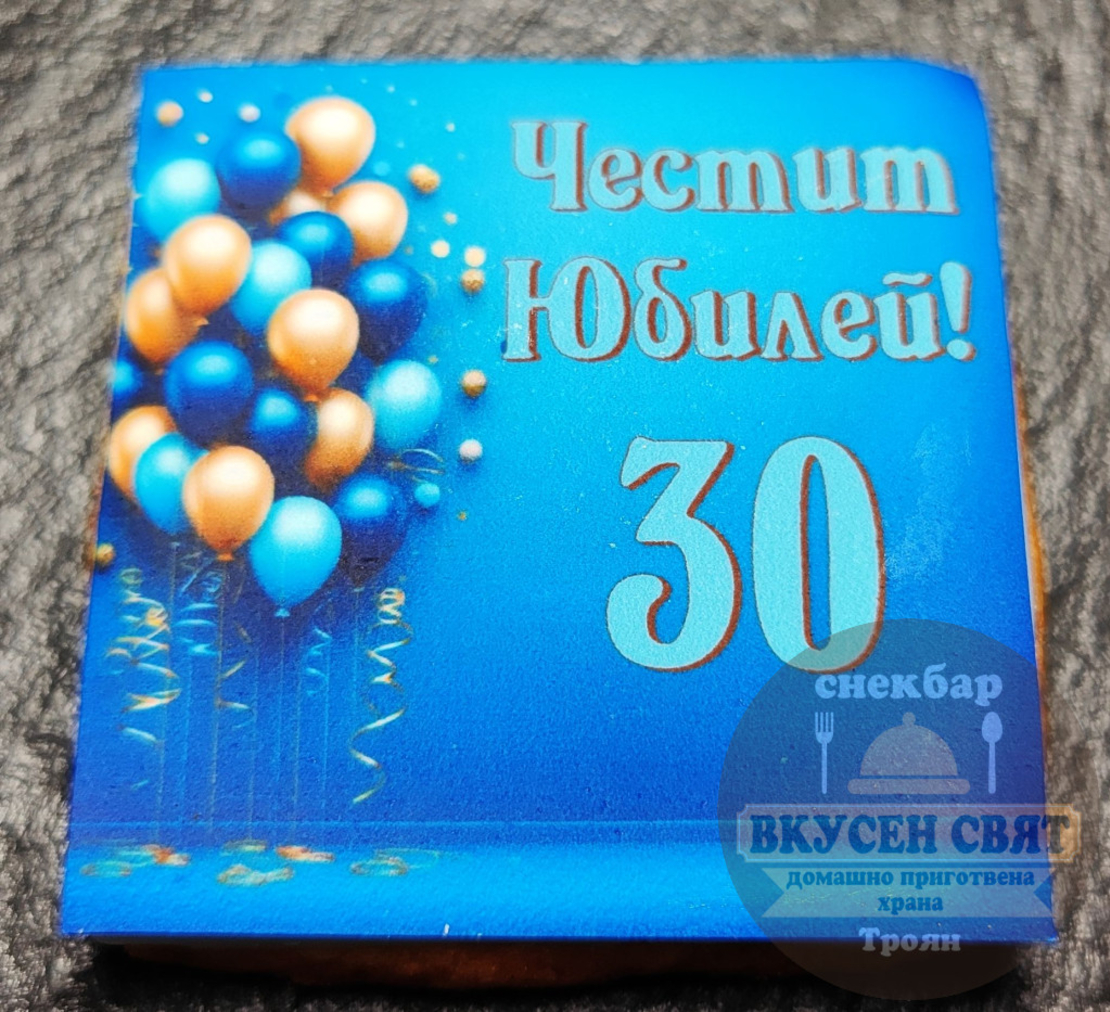 Честит
Юбилей!
30
снекбар
ВКУСЕН СВЯТ
домашно приготвена
храна
Троян